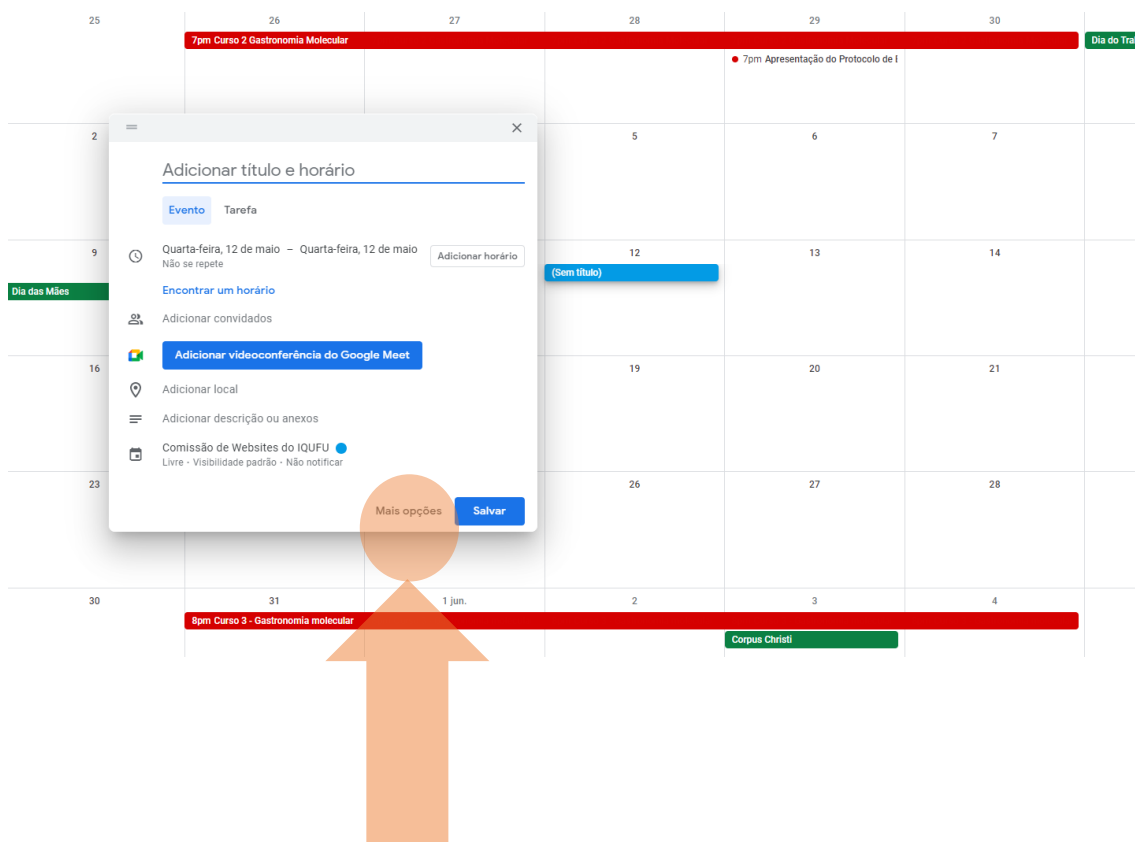 25 26 27 28 29 30
7pm Curso 2 Gastronomia Molecular
Dia do Tra
7pm Apresentação do Protocolo de E
2 5 6 7
Adicionar título e horário
Evento Tarefa
9 12 13 14
Quarta-feira, 12 de maio – Quarta-feira, 12 de maio
Adicionar horário
Não se repete
(Sem título)
Dia das Mães
Encontrar um horário
Adicionar convidados
Adicionar videoconferência do Google Meet
16 19 20 21
Adicionar local
Adicionar descrição ou anexos
Comissão de Websites do IQUFU
Livre - Visibilidade padrão - Não notificar
23 26 27 28
Mais opções Salvar
30 31 1 jun. 2 3 4
8pm Curso 3 - Gastronomia molecular
Corpus Christi